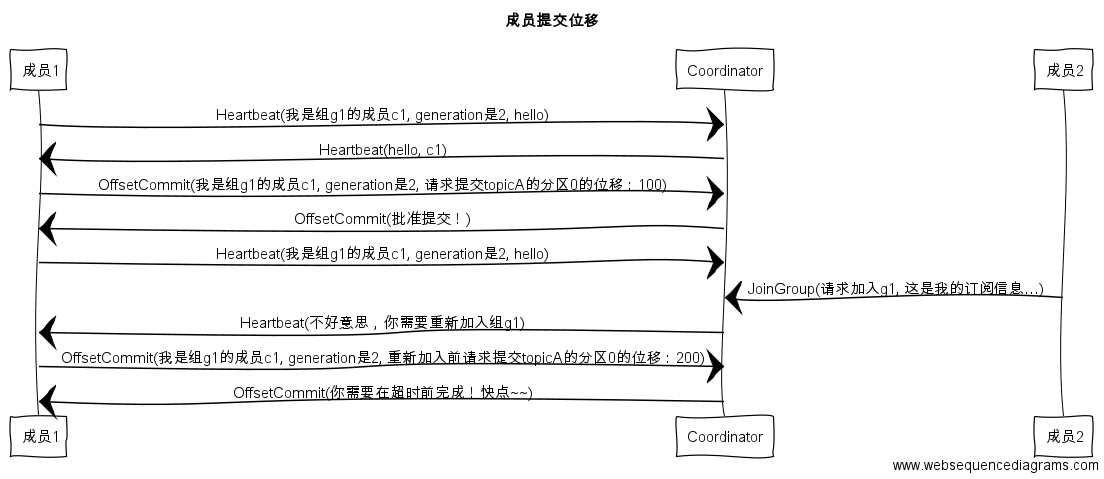 成员提交位移
成员1
Coordinator
成员2
Heartbeat(我是组g1的成员c1, generation是2, hello)
Heartbeat(hello, c1)
OffsetCommit(我是组g1的成员c1, generation是2, 请求提交topicA的分区0的位移：100)
OffsetCommit(批准提交！)
Heartbeat(我是组g1的成员c1, generation是2, hello)
JoinGroup(请求加入g1, 这是我的订阅信息...)
Heartbeat(不好意思，你需要重新加入组g1)
OffsetCommit(我是组g1的成员c1, generation是2, 重新加入前请求提交topicA的分区0的位移：200)
OffsetCommit(你需要在超时前完成！快点~~)
成员1
Coordinator
成员2
www.websequencediagrams.com